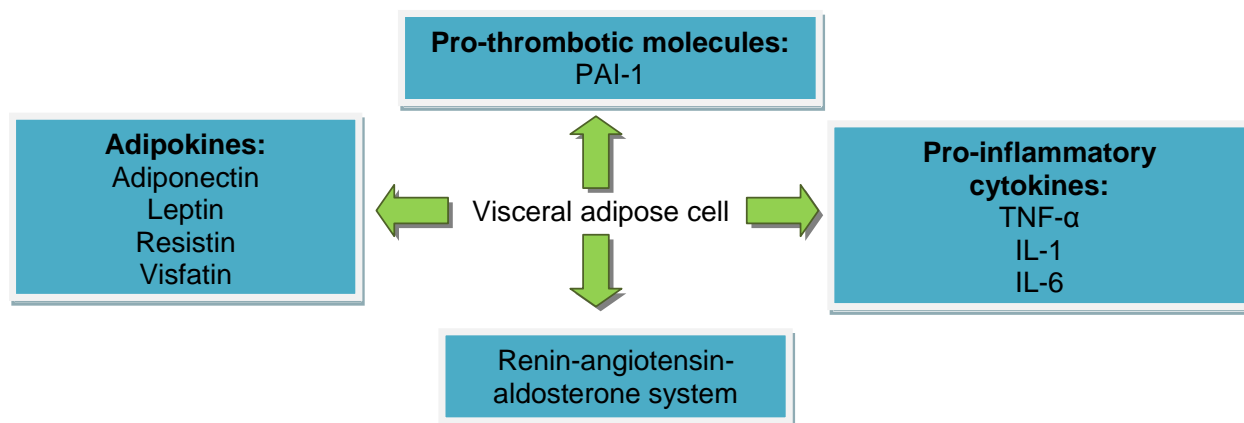 Pro-thrombotic molecules:
PAI-1
Adipokines:
Adiponectin
Leptin
Resistin
Visfatin
Visceral adipose cell
Pro-inflammatory
cytokines:
TNF-α
IL-1
IL-6
Renin-angiotensin-
aldosterone system